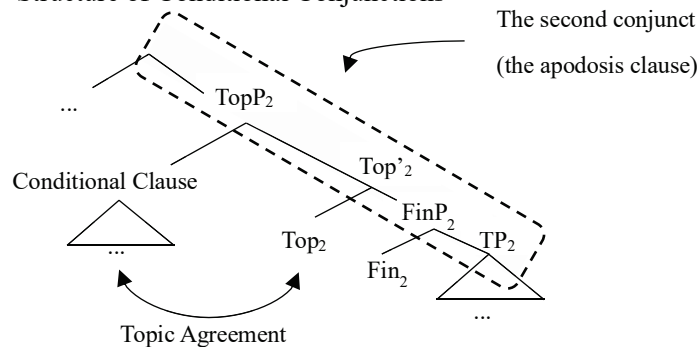 Structure of Conditional Conjunctions
The second conjunct
(the apodosis clause)
...
TopP₂
Top'₂
Conditional Clause
FinP₂
Top₂
TP₂
...
Fin₂
...
Topic Agreement